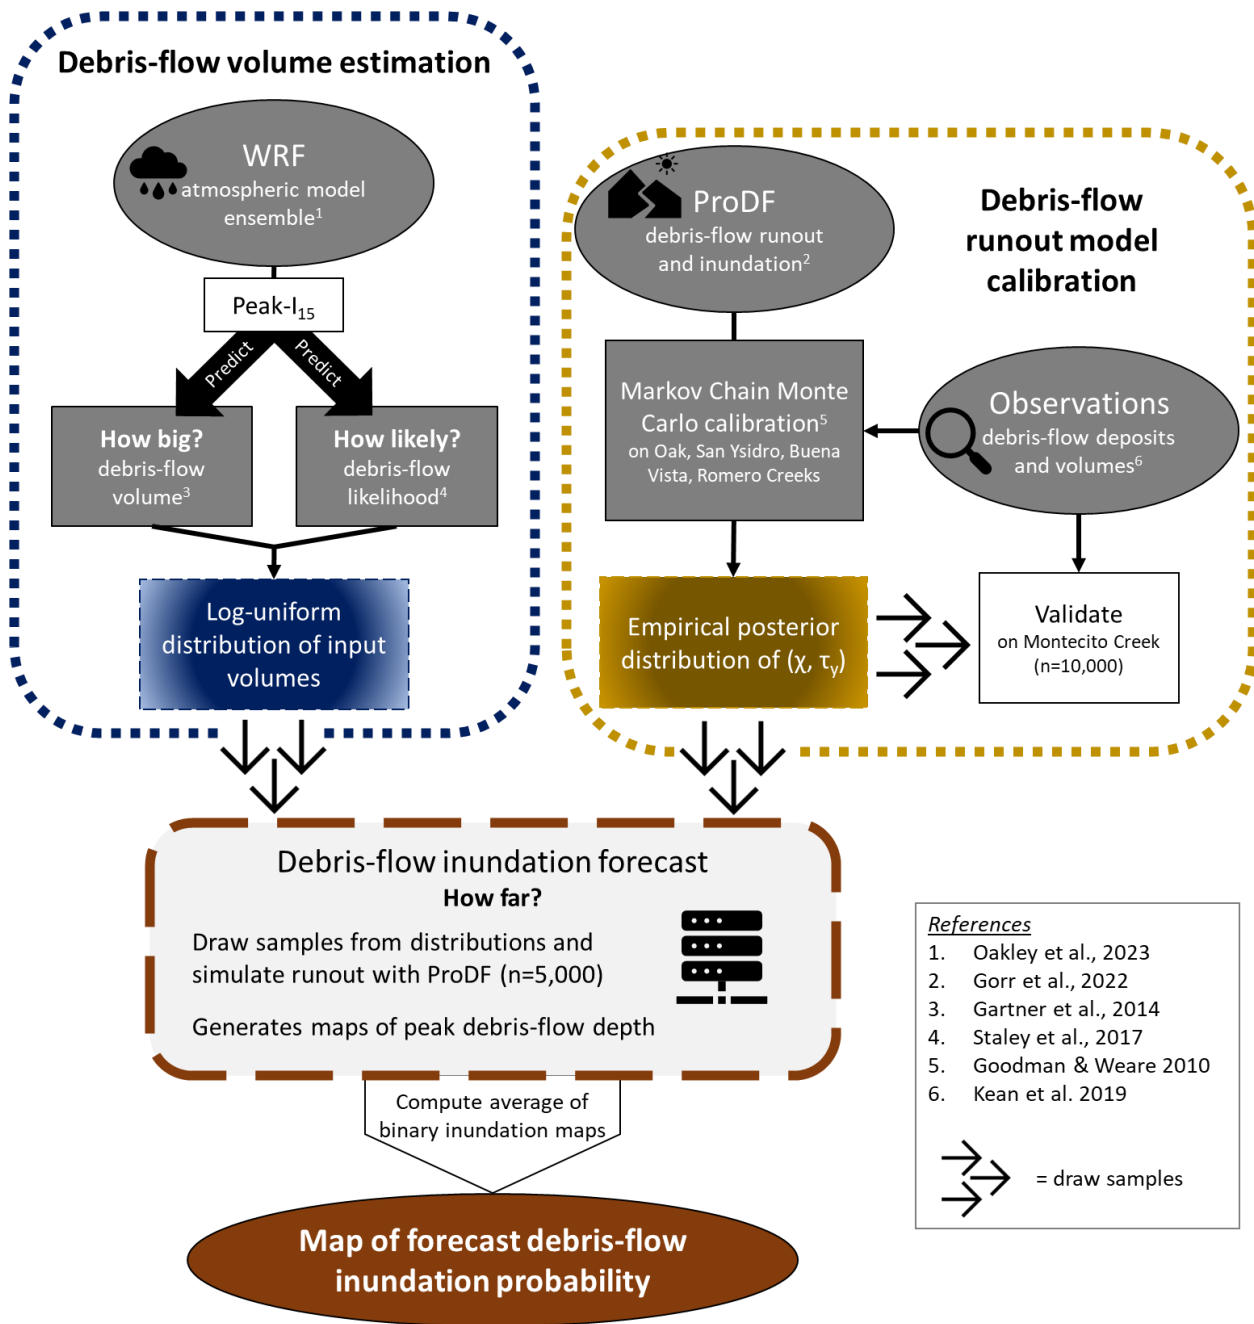 Debris-flow volume estimation
WRF
atmospheric model
ensemble1
Peak-I15
Predict
Predict
How big?
debris-flow
volume3
How likely?
debris-flow
likelihood4
Log-uniform
distribution of input
volumes
Debris-flow
runout model
calibration
ProDF
debris-flow runout
and inundation2
Markov Chain Monte
Carlo calibration5
on Oak, San Ysidro, Buena
Vista, Romero Creeks
Observations
debris-flow deposits
and volumes6
Empirical posterior
distribution of (χ, τy)
Validate
on Montecito Creek
(n=10,000)
Debris-flow inundation forecast
How far?
Draw samples from distributions and
simulate runout with ProDF (n=5,000)
Generates maps of peak debris-flow depth
Compute average of
binary inundation maps
Map of forecast debris-flow
inundation probability
References
1. Oakley et al., 2023
2. Gorr et al., 2022
3. Gartner et al., 2014
4. Staley et al., 2017
5. Goodman & Weare 2010
6. Kean et al. 2019
= draw samples